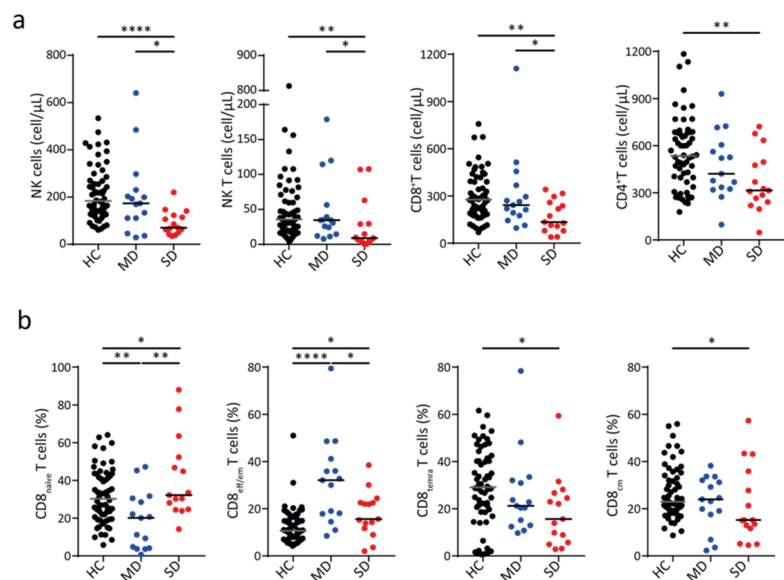 a
****
*
NK cells (cell/μL)
800
600
400
200
0
HC
MD
SD
**
*
NK T cells (cell/μL)
900
800
200
150
100
50
0
HC
MD
SD
**
*
CD8⁺T cells (cell/μL)
1200
900
600
300
0
HC
MD
SD
**
CD4⁺T cells (cell/μL)
1200
900
600
300
0
HC
MD
SD
b
*
** **
CD8naïve T cells (%)
100
80
60
40
20
0
HC
MD
SD
*
**** *
CD8eff/em T cells (%)
80
60
40
20
0
HC
MD
SD
*
CD8temra T cells (%)
80
60
40
20
0
HC
MD
SD
*
CD8cm T cells (%)
80
60
40
20
0
HC
MD
SD